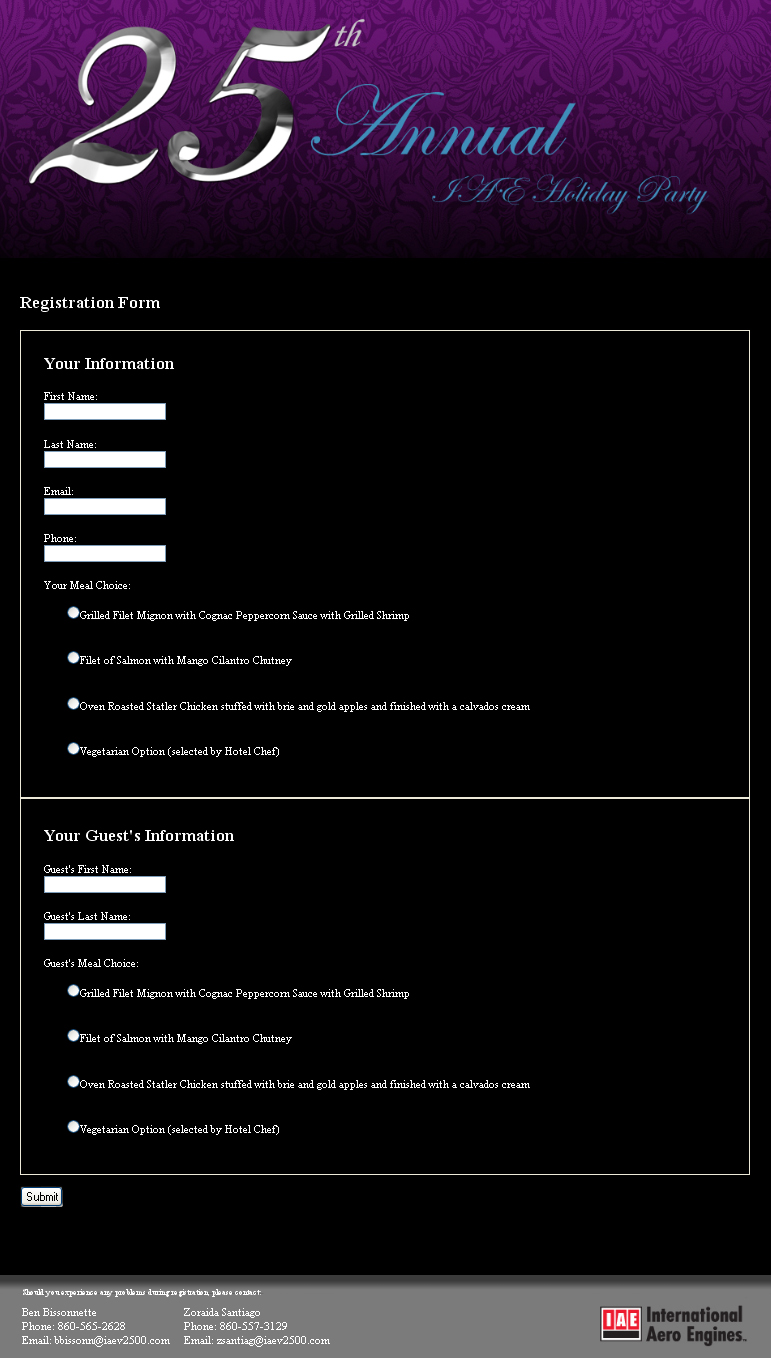 25th
Annual
IAE Holiday Party
Registration Form
Your Information
First Name:
Last Name:
Email:
Phone:
Your Meal Choice:
Grilled Filet Mignon with Cognac Peppercorn Sauce with Grilled Shrimp
Filet of Salmon with Mango Cilantro Chutney
Oven Roasted Statler Chicken stuffed with brie and gold apples and finished with a calvados cream
Vegetarian Option (selected by Hotel Chef)
Your Guest's Information
Guest's First Name:
Guest's Last Name:
Guest's Meal Choice:
Grilled Filet Mignon with Cognac Peppercorn Sauce with Grilled Shrimp
Filet of Salmon with Mango Cilantro Chutney
Oven Roasted Statler Chicken stuffed with brie and gold apples and finished with a calvados cream
Vegetarian Option (selected by Hotel Chef)
Submit
Should you experience any problems during registration, please contact:
Ben Bissonnette
Phone: 860-565-2628
Email: bbissonn@iaev2500.com
Zoraida Santiago
Phone: 860-557-3129
Email: zsantiag@iaev2500.com
IAE International
Aero Engines